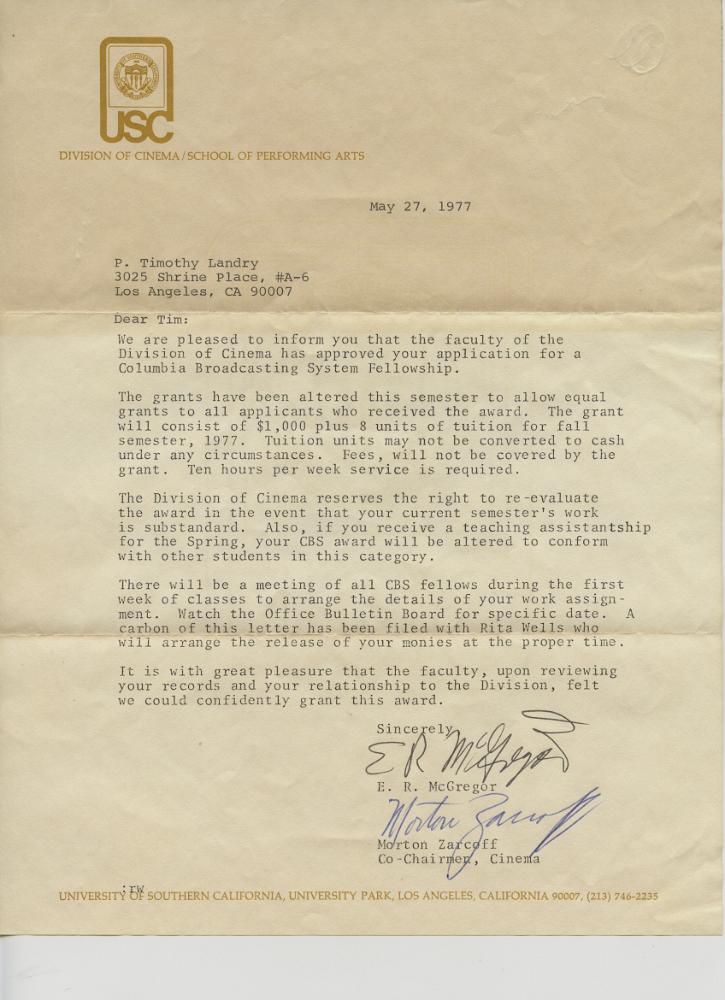 USC
DIVISION OF CINEMA/SCHOOL OF PERFORMING ARTS
May 27, 1977
P. Timothy Landry
3025 Shrine Place, #A-6
Los Angeles, CA 90007
Dear Tim:
We are pleased to inform you that the faculty of the
Division of Cinema has approved your application for a
Columbia Broadcasting System Fellowship.
The grants have been altered this semester to allow equal
grants to all applicants who received the award. The grant
will consist of $1,000 plus 8 units of tuition for fall
semester, 1977. Tuition units may not be converted to cash
under any circumstances. Fees, will not be covered by the
grant. Ten hours per week service is required.
The Division of Cinema reserves the right to re-evaluate
the award in the event that your current semester's work
is substandard. Also, if you receive a teaching assistantship
for the Spring, your CBS award will be altered to conform
with other students in this category.
There will be a meeting of all CBS fellows during the first
week of classes to arrange the details of your work assign-
ment. Watch the Office Bulletin Board for specific date. A
carbon of this letter has been filed with Rita Wells who
will arrange the release of your monies at the proper time.
It is with great pleasure that the faculty, upon reviewing
your records and your relationship to the Division, felt
we could confidently grant this award.
Sincerely,
E R McGregor
E. R. McGregor
Morton Zarcoff
Morton Zarcoff
Co-Chairmen, Cinema
:rw
UNIVERSITY OF SOUTHERN CALIFORNIA, UNIVERSITY PARK, LOS ANGELES, CALIFORNIA 90007, (213) 746-2235